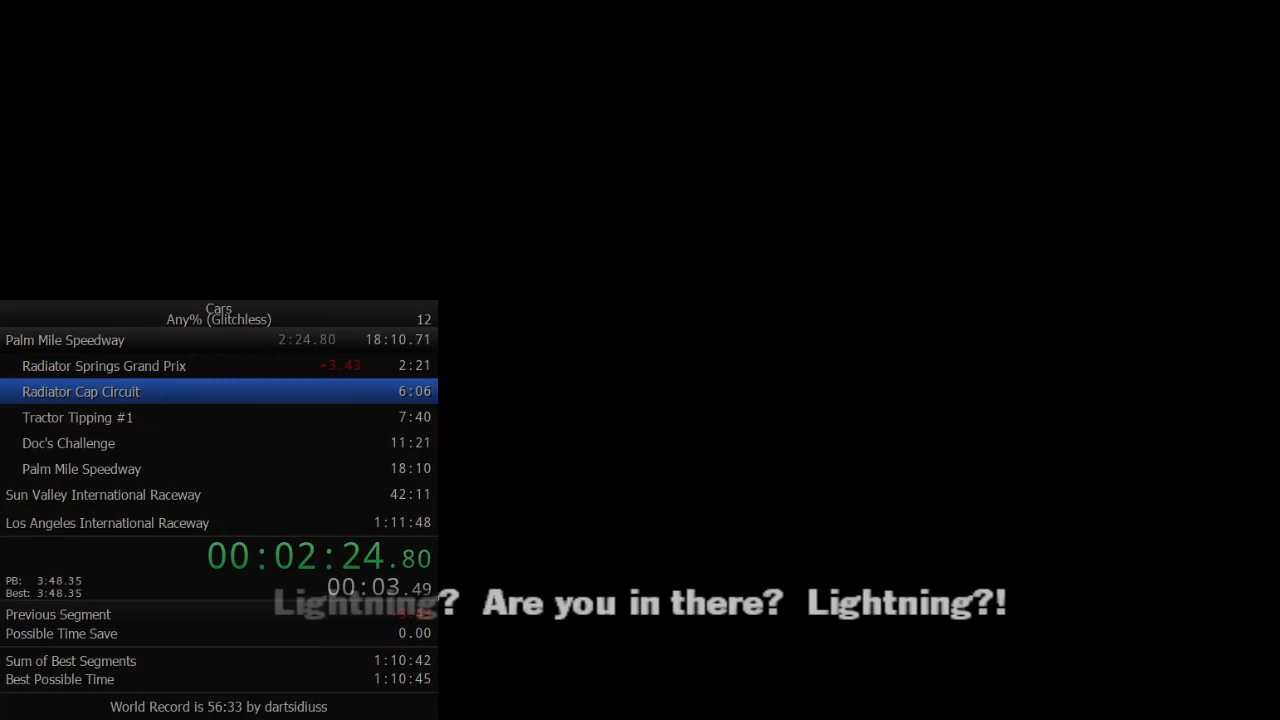 Cars
Any% (Glitchless) 12
Palm Mile Speedway 2:24.80 18:10.71
Radiator Springs Grand Prix +3.43 2:21
Radiator Cap Circuit 6:06
Tractor Tipping #1 7:40
Doc's Challenge 11:21
Palm Mile Speedway 18:10
Sun Valley International Raceway 42:11
Los Angeles International Raceway 1:11:48
00:02:24.80
PB: 3:48.35
Best: 3:48.35
00:03.49
Lightning? Are you in there? Lightning?!
Previous Segment +3.43
Possible Time Save 0.00
Sum of Best Segments 1:10:42
Best Possible Time 1:10:45
World Record is 56:33 by dartsidiuss